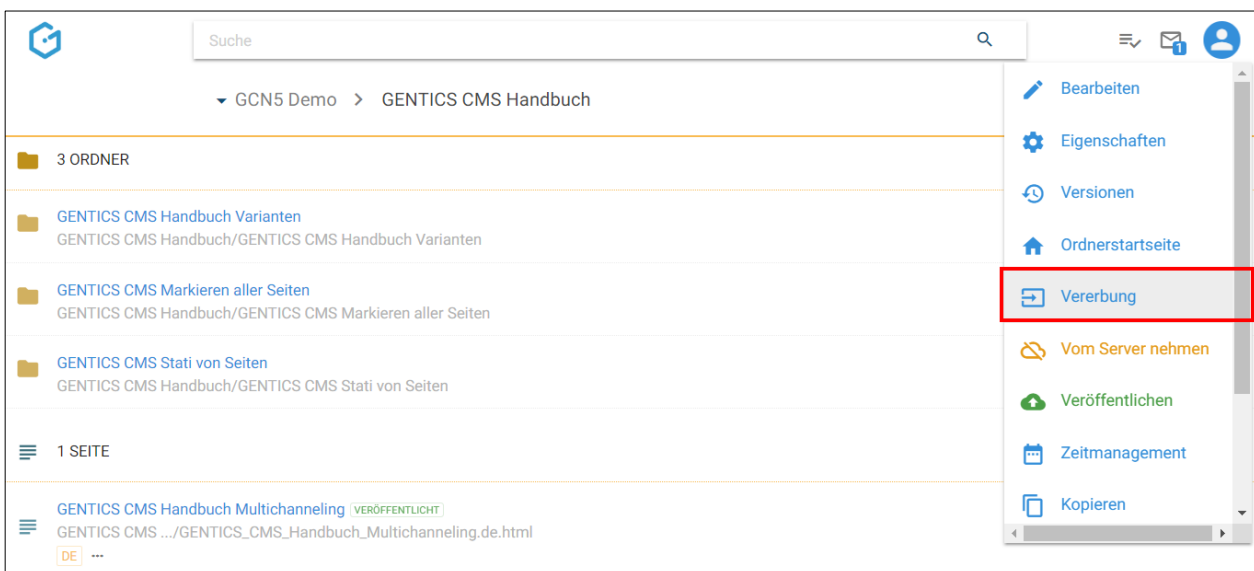 Suche
1
GCN5 Demo > GENTICS CMS Handbuch
3 ORDNER
GENTICS CMS Handbuch Varianten
GENTICS CMS Handbuch/GENTICS CMS Handbuch Varianten
GENTICS CMS Markieren aller Seiten
GENTICS CMS Handbuch/GENTICS CMS Markieren aller Seiten
GENTICS CMS Stati von Seiten
GENTICS CMS Handbuch/GENTICS CMS Stati von Seiten
1 SEITE
GENTICS CMS Handbuch Multichanneling VERÖFFENTLICHT
GENTICS CMS .../GENTICS_CMS_Handbuch_Multichanneling.de.html
DE ...
Bearbeiten
Eigenschaften
Versionen
Ordnerstartseite
Vererbung
Vom Server nehmen
Veröffentlichen
Zeitmanagement
Kopieren